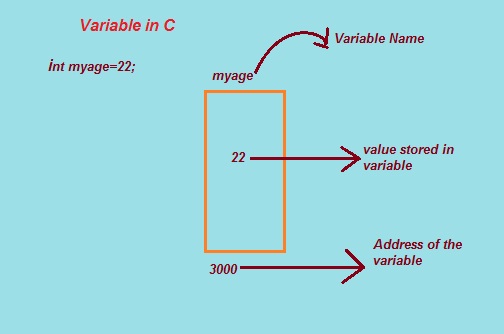 Variable in C
int myage=22;
Variable Name
myage
22
value stored in
variable
Address of the
variable
3000